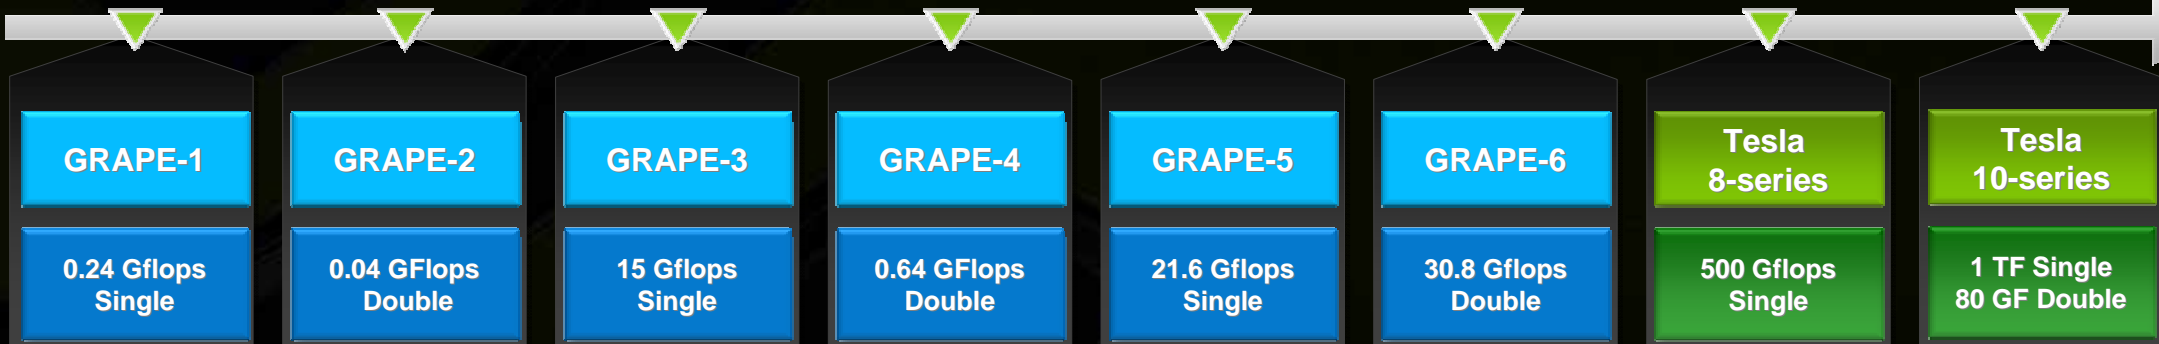 GRAPE-1
GRAPE-2
GRAPE-3
GRAPE-4
GRAPE-5
GRAPE-6
Tesla
8-series
Tesla
10-series
0.24 Gflops
Single
0.04 GFlops
Double
15 Gflops
Single
0.64 GFlops
Double
21.6 Gflops
Single
30.8 Gflops
Double
500 Gflops
Single
1 TF Single
80 GF Double